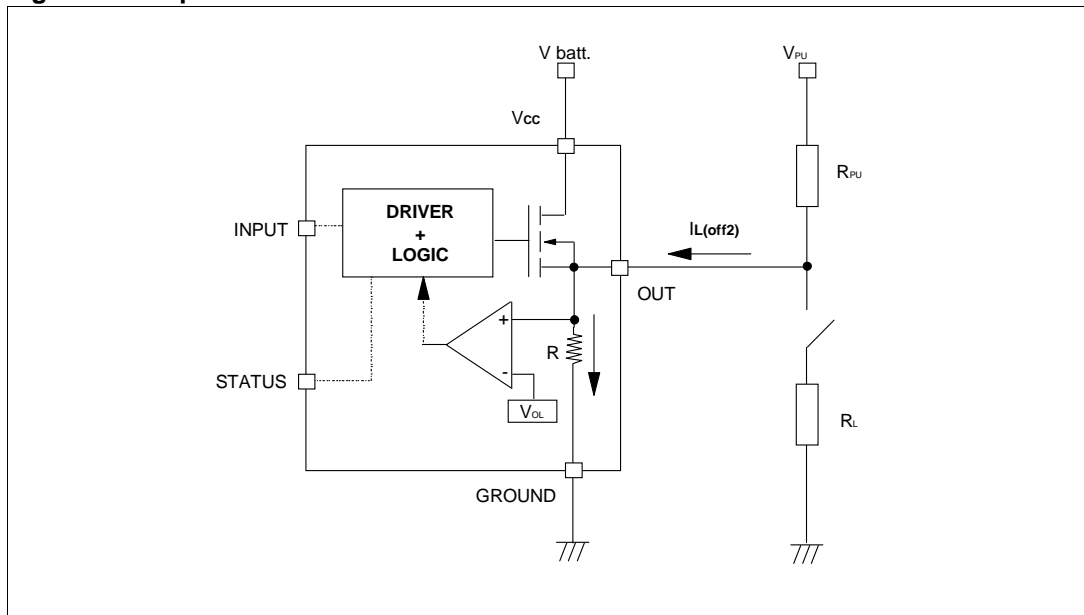 V batt.
VPU
Vcc
RPU
DRIVER
+
LOGIC
INPUT
IL(off2)
OUT
+
R
-
STATUS
VOL
RL
GROUND